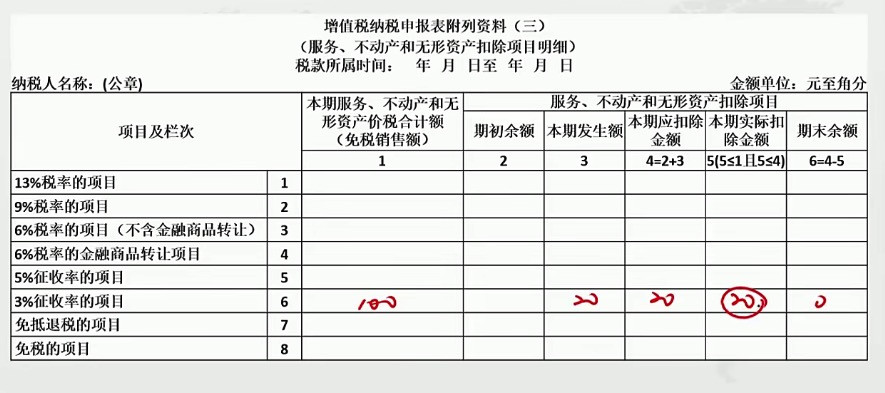 增值税纳税申报表附列资料（三）
（服务、不动产和无形资产扣除项目明细）
税款所属时间： 年 月 日至 年 月 日
纳税人名称：(公章) 金额单位：元至角分
项目及栏次 本期服务、不动产和无形资产价税合计额（免税销售额） 服务、不动产和无形资产扣除项目
期初余额 本期发生额 本期应扣除金额 本期实际扣除金额 期末余额
1 2 3 4=2+3 5(5≤1且5≤4) 6=4-5
13%税率的项目 1
9%税率的项目 2
6%税率的项目（不含金融商品转让） 3
6%税率的金融商品转让项目 4
5%征收率的项目 5
3%征收率的项目 6 100 20 20 20 0
免抵退税的项目 7
免税的项目 8